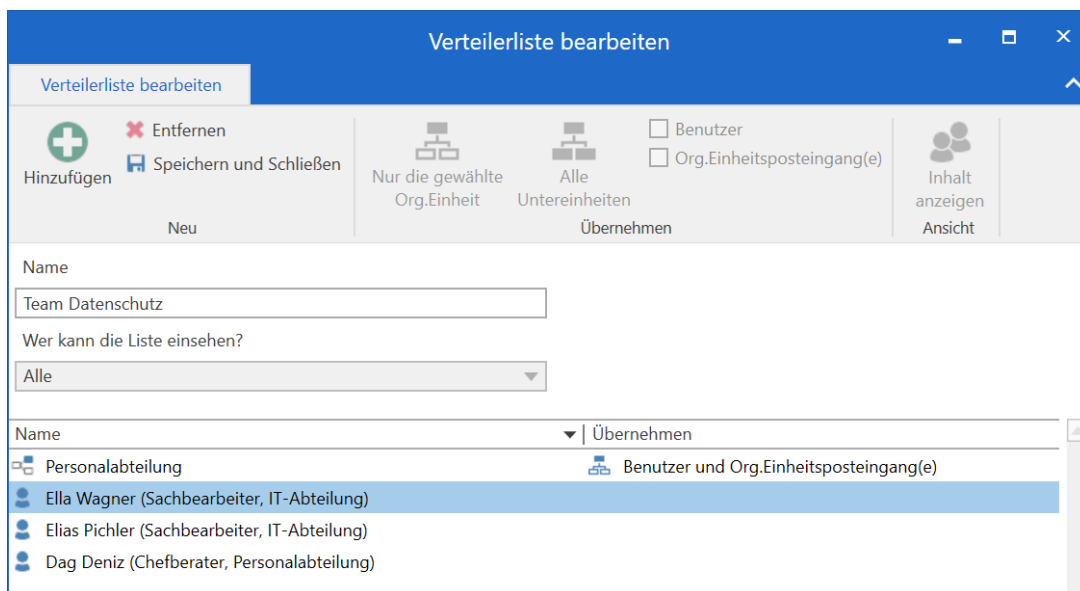 Verteilerliste bearbeiten
Verteilerliste bearbeiten
Hinzufügen
Entfernen
Speichern und Schließen
Neu
Nur die gewählte
Org.Einheit
Alle
Untereinheiten
Benutzer
Org.Einheitsposteingang(e)
Übernehmen
Inhalt
anzeigen
Ansicht
Name
Team Datenschutz
Wer kann die Liste einsehen?
Alle
Name Übernehmen
Personalabteilung Benutzer und Org.Einheitsposteingang(e)
Ella Wagner (Sachbearbeiter, IT-Abteilung)
Elias Pichler (Sachbearbeiter, IT-Abteilung)
Dag Deniz (Chefberater, Personalabteilung)